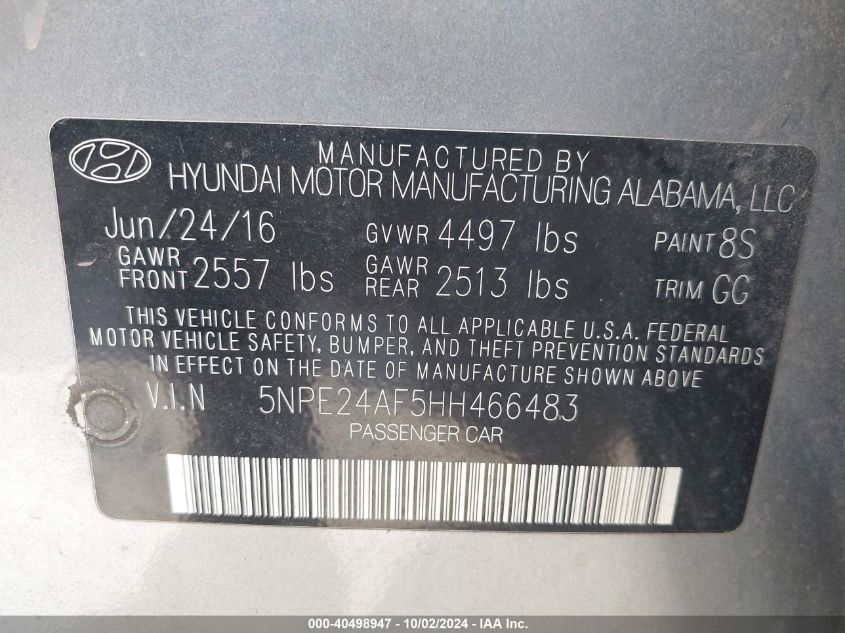 MANUFACTURED BY
HYUNDAI MOTOR MANUFACTURING ALABAMA, LLC
Jun/24/16 GVWR 4497 lbs PAINT 8S
GAWR FRONT 2557 lbs GAWR REAR 2513 lbs TRIM GG
THIS VEHICLE CONFORMS TO ALL APPLICABLE U.S.A. FEDERAL
MOTOR VEHICLE SAFETY, BUMPER, AND THEFT PREVENTION STANDARDS
IN EFFECT ON THE DATE OF MANUFACTURE SHOWN ABOVE
V.I.N 5NPE24AF5HH466483
PASSENGER CAR
000-40498947 - 10/02/2024 - IAA Inc.